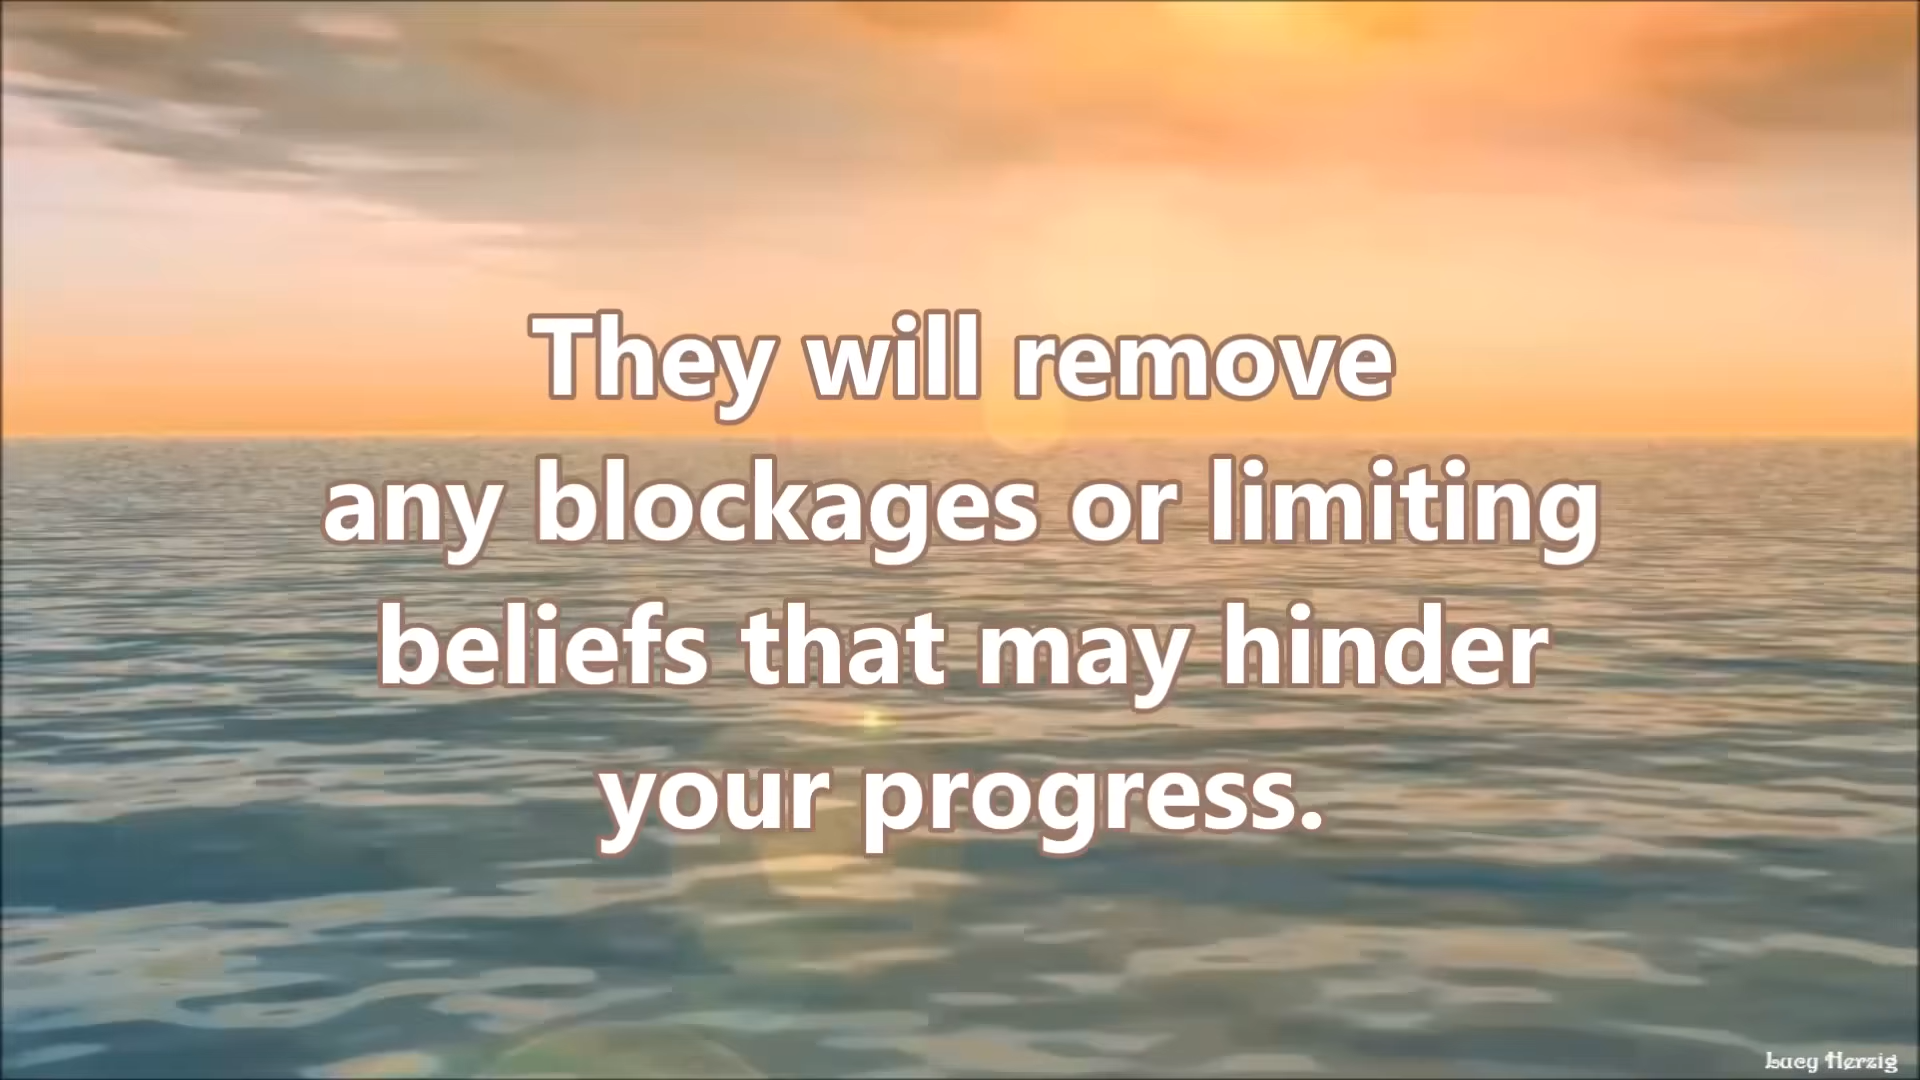 They will remove
any blockages or limiting
beliefs that may hinder
your progress.
Lucy Herzig